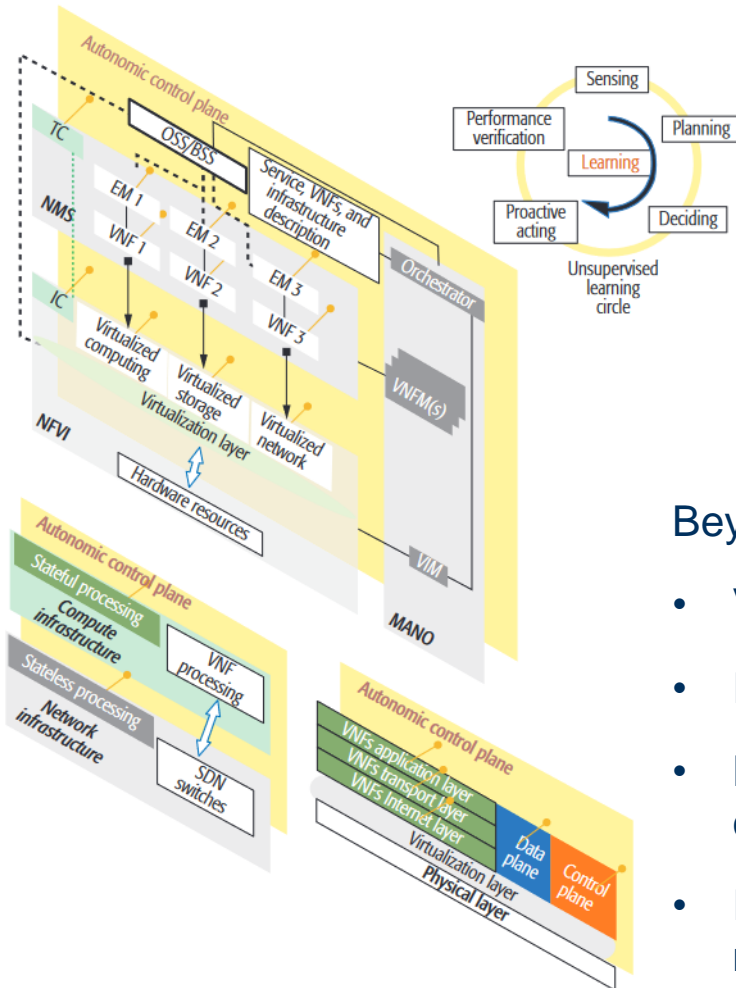 Autonomic control plane
TC
OSS/BSS
NMS
EM 1
VNF 1
EM 2
VNF 2
EM 3
VNF 3
Service, VNFs, and
infrastructure
description
Orchestrator
IC
Virtualized
computing
Virtualized
storage
Virtualized
network
Virtualization layer
VNFM(s)
NFVI
Hardware resources
VIM
MANO
Sensing
Performance
verification
Planning
Learning
Proactive
acting
Deciding
Unsupervised
learning
circle
Bey
Autonomic control plane
Stateful processing
Compute
infrastructure
VNF
processing
Stateless processing
Network
infrastructure
SDN
switches
Autonomic control plane
VNFs application layer
VNFs transport layer
VNFs Internet layer
Data
plane
Control
plane
Virtualization layer
Physical layer